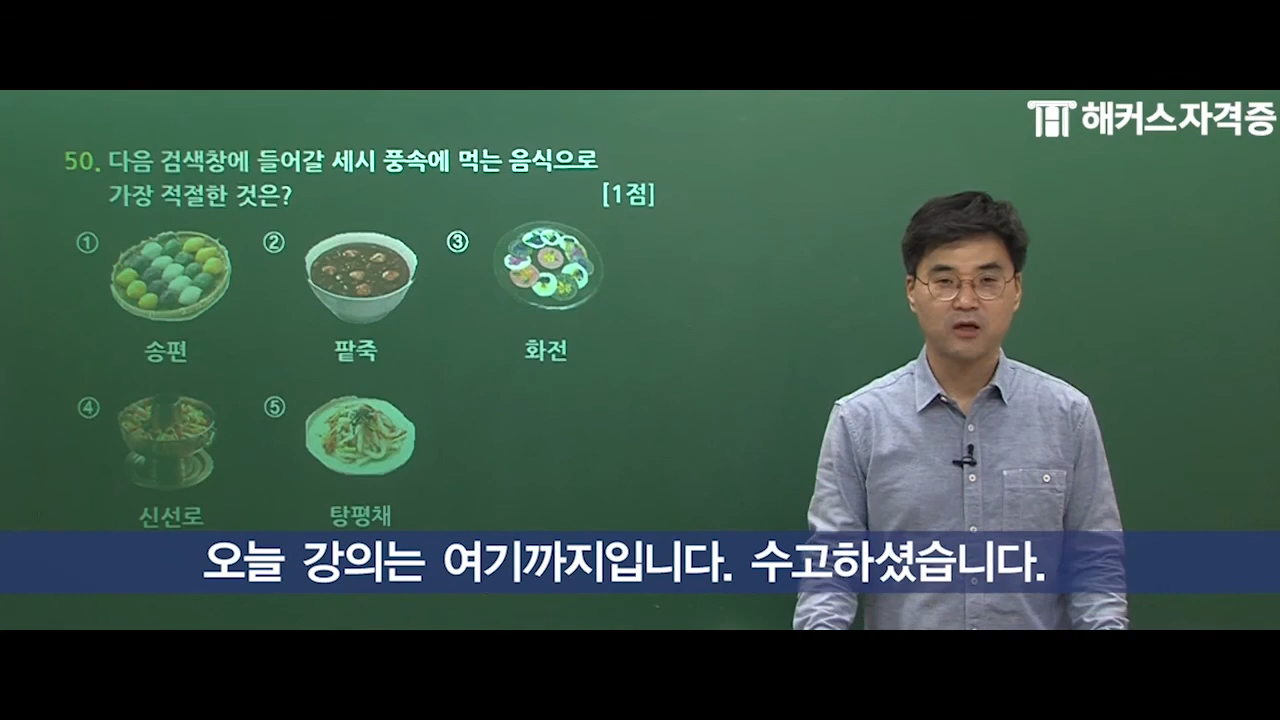 해커스자격증
50. 다음 검색창에 들어갈 세시 풍속에 먹는 음식으로
가장 적절한 것은? [1점]
① ② ③
송편 팥죽 화전
④ ⑤
신선로 탕평채
오늘 강의는 여기까지입니다. 수고하셨습니다.